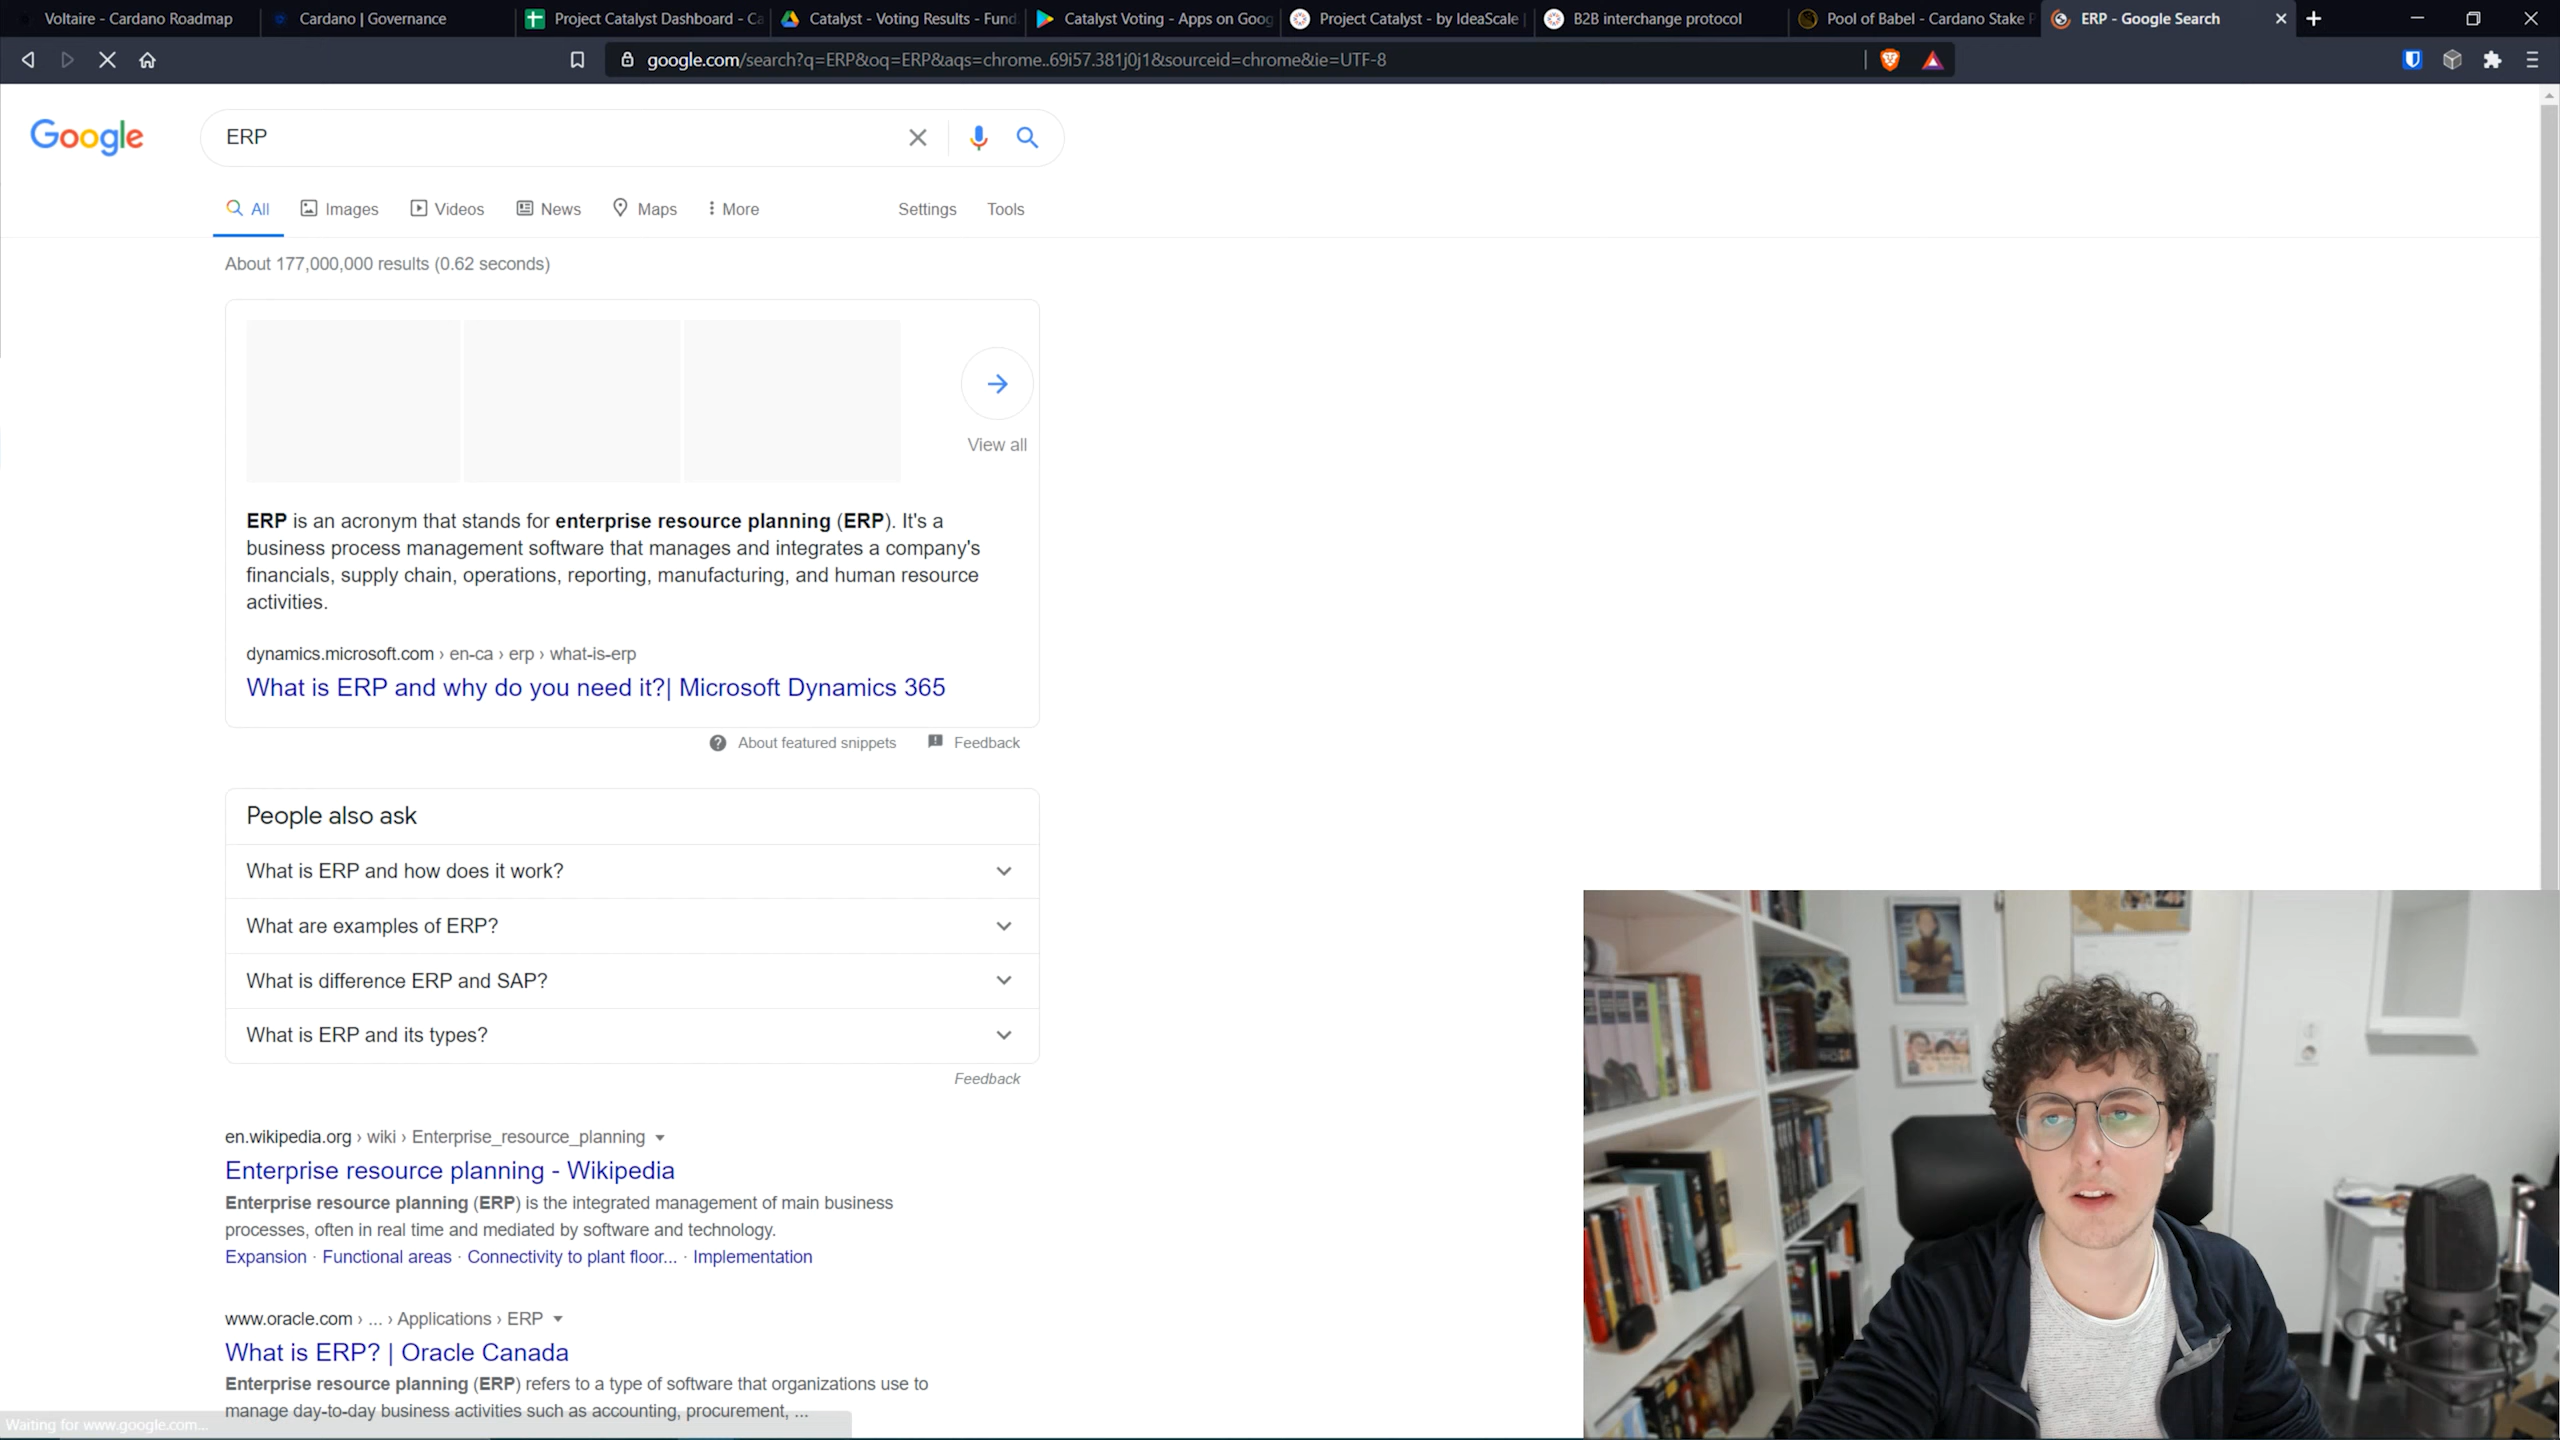 Voltaire - Cardano Roadmap
Cardano | Governance
Project Catalyst Dashboard - Ca
Catalyst - Voting Results - Fund
Catalyst Voting - Apps on Goog
Project Catalyst - by IdeaScale
B2B interchange protocol
Pool of Babel - Cardano Stake P
ERP - Google Search
google.com/search?q=ERP&oq=ERP&aqs=chrome..69i57.381j0j1&sourceid=chrome&ie=UTF-8
Google
ERP
All
Images
Videos
News
Maps
More
Settings
Tools
About 177,000,000 results (0.62 seconds)
View all
ERP is an acronym that stands for enterprise resource planning (ERP). It's a
business process management software that manages and integrates a company's
financials, supply chain, operations, reporting, manufacturing, and human resource
activities.
dynamics.microsoft.com › en-ca › erp › what-is-erp
What is ERP and why do you need it?| Microsoft Dynamics 365
About featured snippets
Feedback
People also ask
What is ERP and how does it work?
What are examples of ERP?
What is difference ERP and SAP?
What is ERP and its types?
Feedback
en.wikipedia.org › wiki › Enterprise_resource_planning
Enterprise resource planning - Wikipedia
Enterprise resource planning (ERP) is the integrated management of main business
processes, often in real time and mediated by software and technology.
Expansion · Functional areas · Connectivity to plant floor... · Implementation
www.oracle.com › ... › Applications › ERP
What is ERP? | Oracle Canada
Enterprise resource planning (ERP) refers to a type of software that organizations use to
manage day-to-day business activities such as accounting, procurement, ...
Waiting for www.google.com...